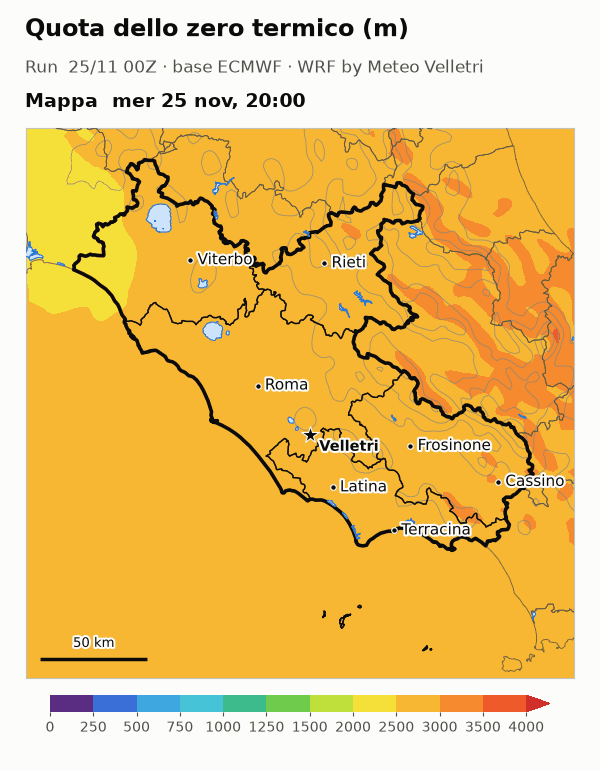 Quota dello zero termico (m)
Run  25/11 00Z · base ECMWF · WRF by Meteo Velletri
Mappa  mer 25 nov, 20:00
Viterbo
Rieti
Roma
Velletri
Frosinone
Cassino
Latina
Terracina
50 km
0 250 500 750 1000 1250 1500 2000 2500 3000 3500 4000